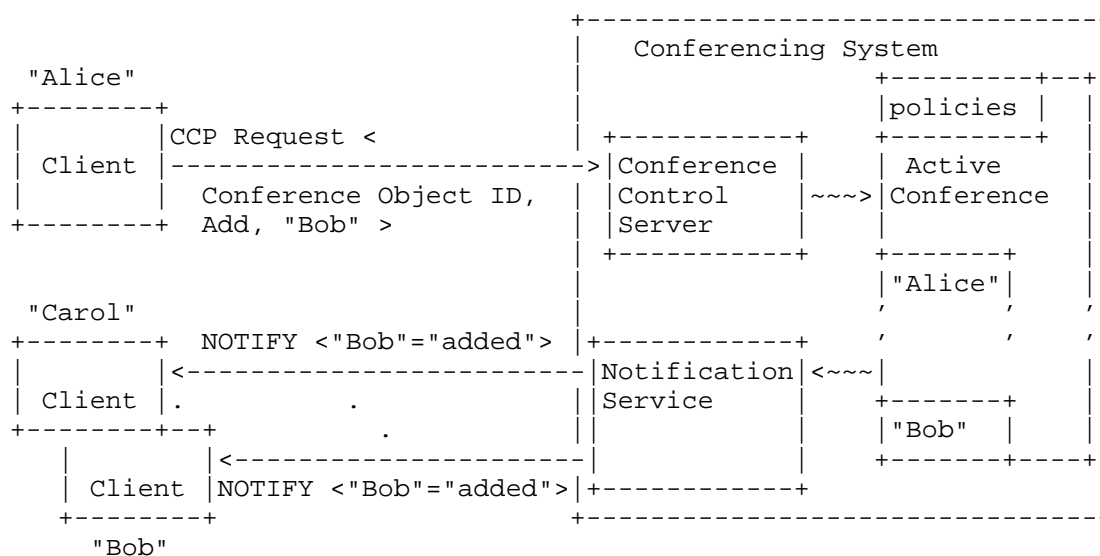 Conferencing System
"Alice"
policies
CCP Request <
Client Conference Active
Conference Object ID, Control ~~~> Conference
Add, "Bob" > Server
"Alice"
"Carol"
NOTIFY <"Bob"="added">
Notification <~~~
Client . . Service
. "Bob"
Client NOTIFY <"Bob"="added">
"Bob"